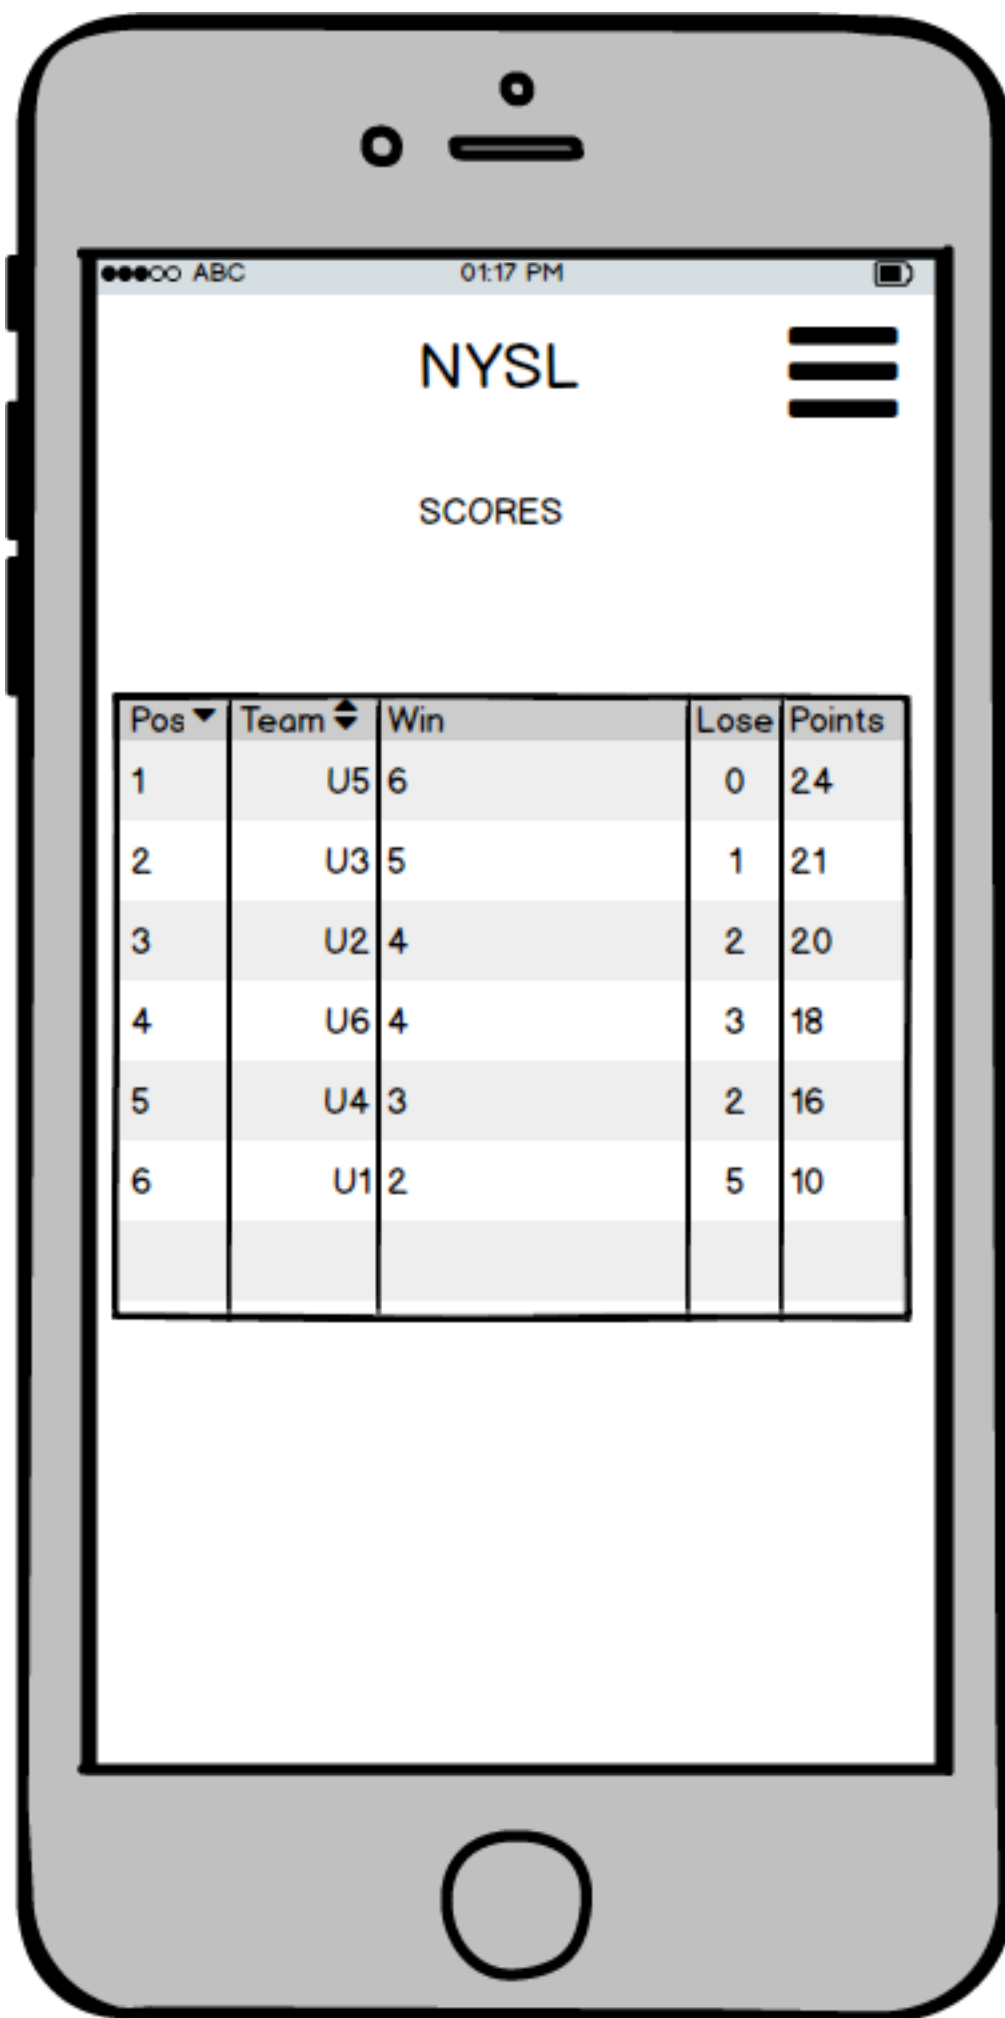 ABC 01:17 PM
NYSL
SCORES
Pos Team Win Lose Points
1 U5 6 0 24
2 U3 5 1 21
3 U2 4 2 20
4 U6 4 3 18
5 U4 3 2 16
6 U1 2 5 10